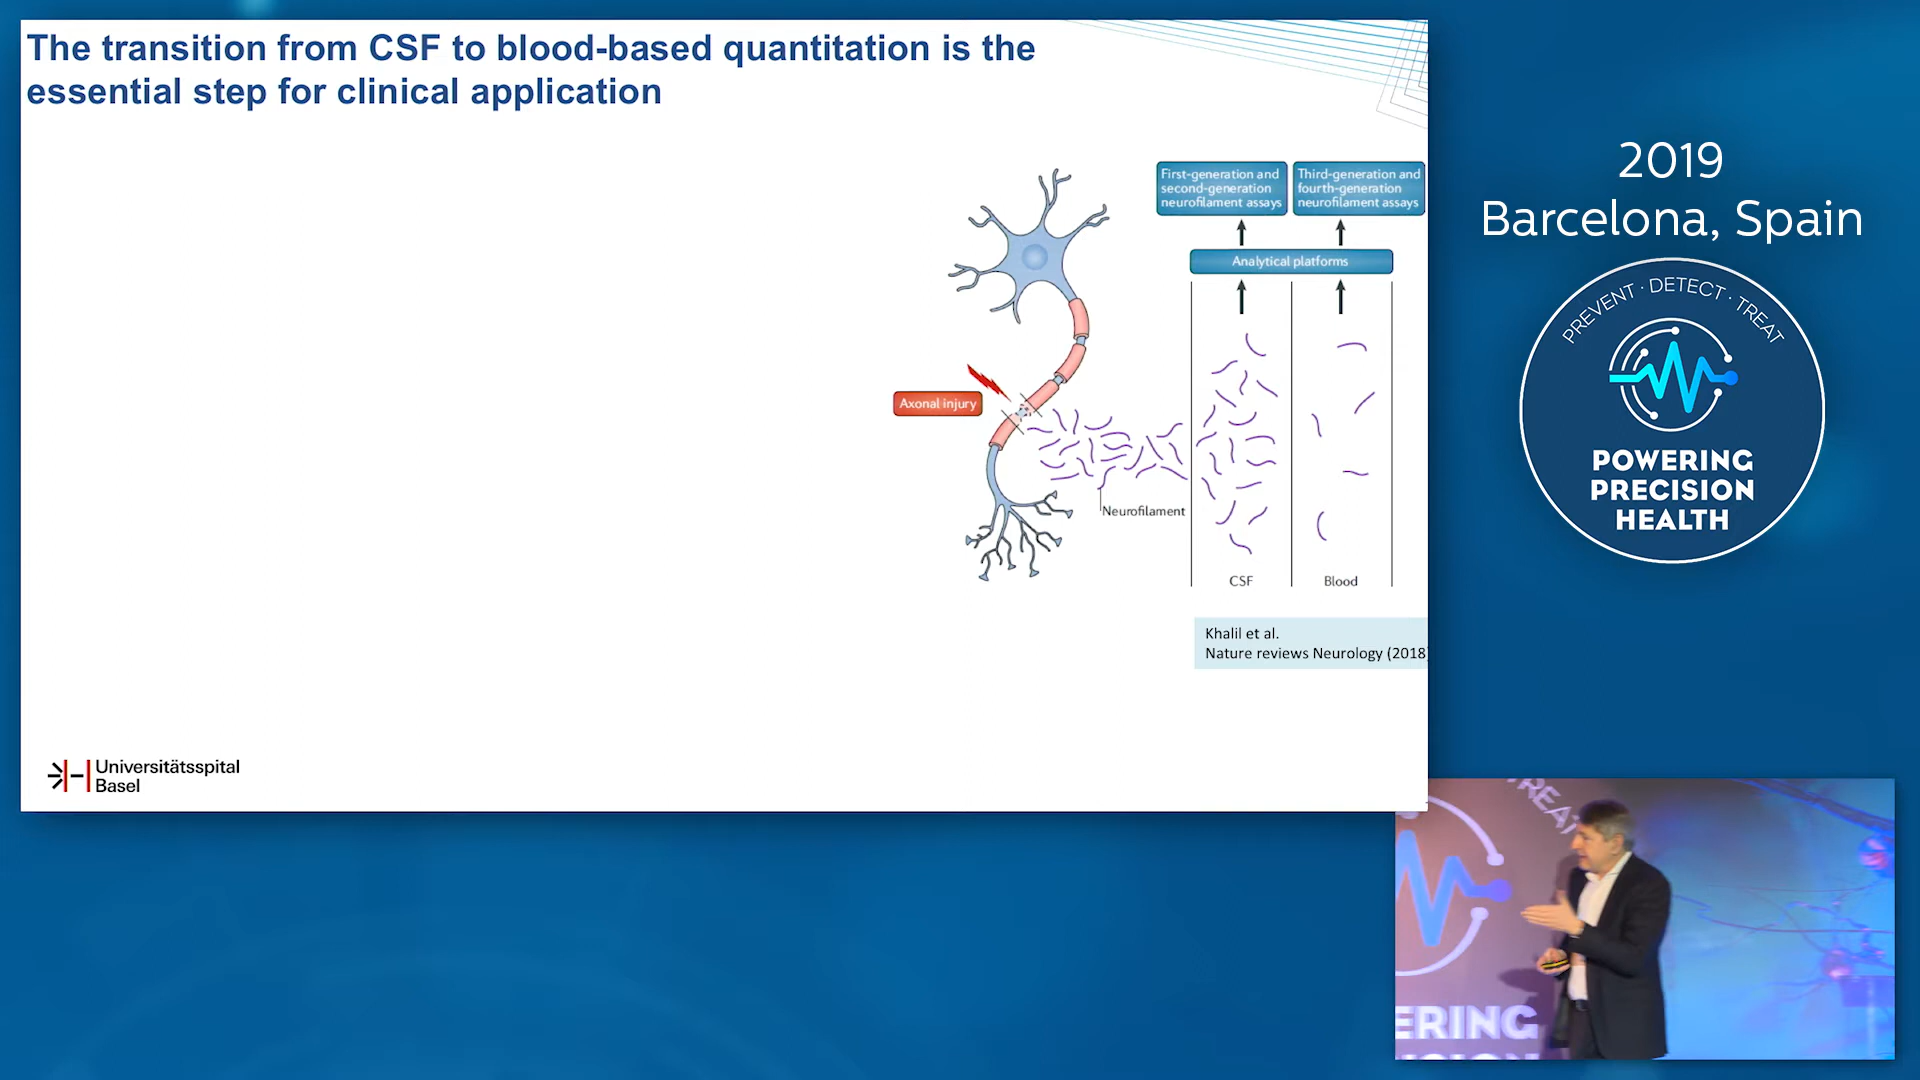 The transition from CSF to blood-based quantitation is the
essential step for clinical application
First-generation and
second-generation
neurofilament assays
Third-generation and
fourth-generation
neurofilament assays
Analytical platforms
Axonal injury
Neurofilament
CSF
Blood
Khalil et al.
Nature reviews Neurology (2018)
Universitätsspital
Basel
2019
Barcelona, Spain
PREVENT · DETECT · TREAT
POWERING
PRECISION
HEALTH
TREAT
ERING